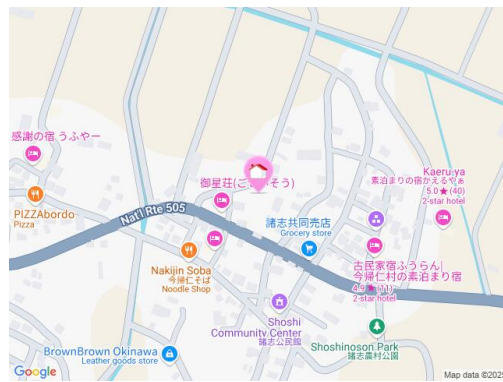 感謝の宿 うふやー
PIZZAbordo
Pizza
Nat'l Rte 505
御星荘(ご
そう)
諸志共同売店
Grocery store
Kaeru-ya
素泊まりの宿かえるやぁ
5.0★(40)
2-star hotel
Nakijin Soba
今帰仁そば
Noodle Shop
古民家宿ふうらん|
今帰仁村の素泊まり宿
4.9★(11)
2-star hotel
Shoshi
Community Center
諸志公民館
Shoshinoson Park
諸志農村公園
BrownBrown Okinawa
Leather goods store
Google
Map data ©2025